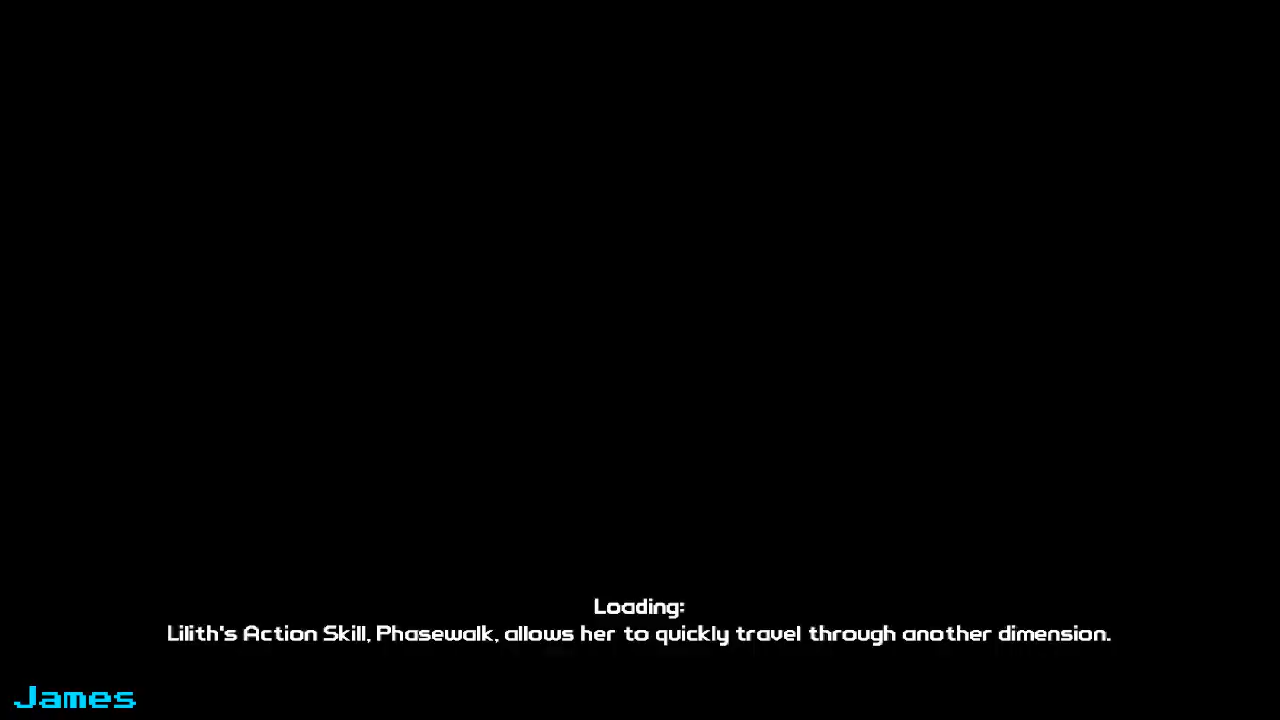 Loading:
Lilith's Action Skill, Phasewalk, allows her to quickly travel through another dimension.
James